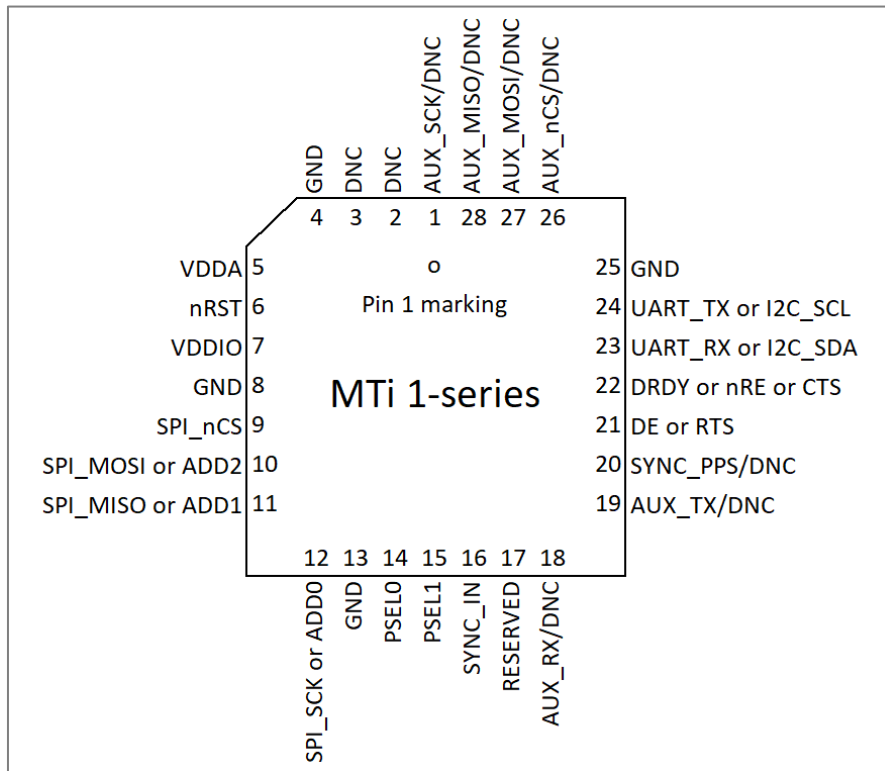 GND
DNC
DNC
AUX_SCK/DNC
AUX_MISO/DNC
AUX_MOSI/DNC
AUX_nCS/DNC
4 3 2 1 28 27 26
VDDA 5 o 25 GND
nRST 6 Pin 1 marking 24 UART_TX or I2C_SCL
VDDIO 7 23 UART_RX or I2C_SDA
GND 8 MTi 1-series 22 DRDY or nRE or CTS
SPI_nCS 9 21 DE or RTS
SPI_MOSI or ADD2 10 20 SYNC_PPS/DNC
SPI_MISO or ADD1 11 19 AUX_TX/DNC
12 13 14 15 16 17 18
SPI_SCK or ADD0
GND
PSEL0
PSEL1
SYNC_IN
RESERVED
AUX_RX/DNC